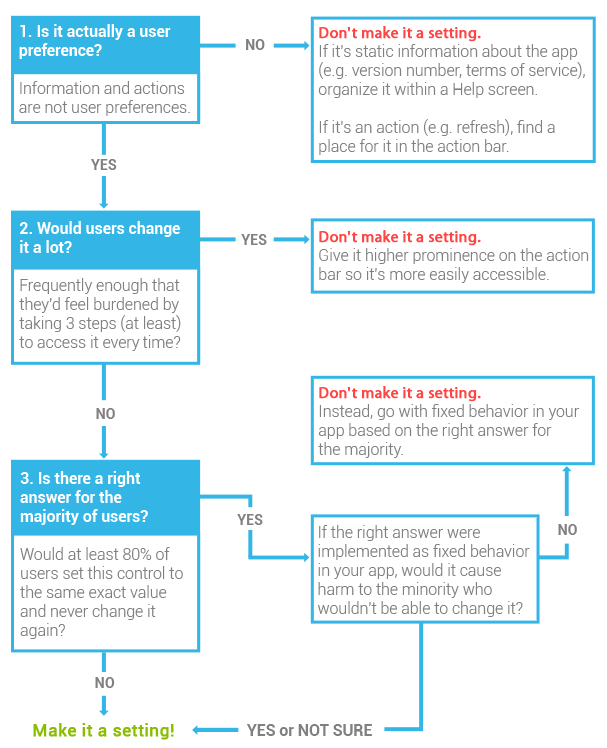 1. Is it actually a user
preference?
Information and actions
are not user preferences.
NO
Don't make it a setting.
If it's static information about the app
(e.g. version number, terms of service),
organize it within a Help screen.
If it's an action (e.g. refresh), find a
place for it in the action bar.
YES
2. Would users change
it a lot?
Frequently enough that
they'd feel burdened by
taking 3 steps (at least)
to access it every time?
YES
Don't make it a setting.
Give it higher prominence on the action
bar so it's more easily accessible.
NO
3. Is there a right
answer for the
majority of users?
Would at least 80% of
users set this control to
the same exact value
and never change it
again?
YES
If the right answer were
implemented as fixed behavior
in your app, would it cause
harm to the minority who
wouldn't be able to change it?
NO
Don't make it a setting.
Instead, go with fixed behavior in your
app based on the right answer for
the majority.
NO
YES or NOT SURE
Make it a setting!